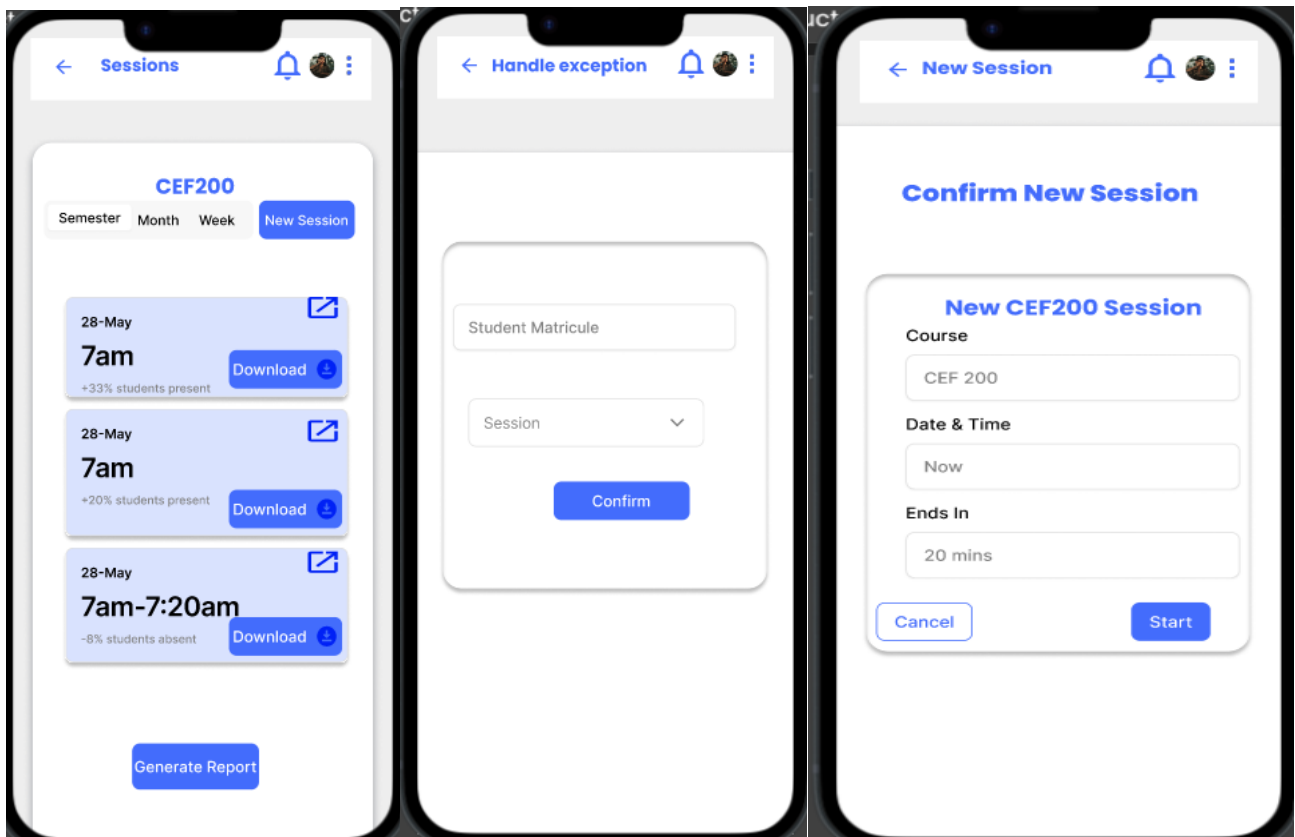 Sessions
CEF200
Semester Month Week New Session
28-May
7am
Download
+33% students present
28-May
7am
+20% students present
Download
28-May
7am-7:20am
-8% students absent
Download
Generate Report
Handle exception
Student Matricule
Session
Confirm
New Session
Confirm New Session
New CEF200 Session
Course
CEF 200
Date & Time
Now
Ends In
20 mins
Cancel Start